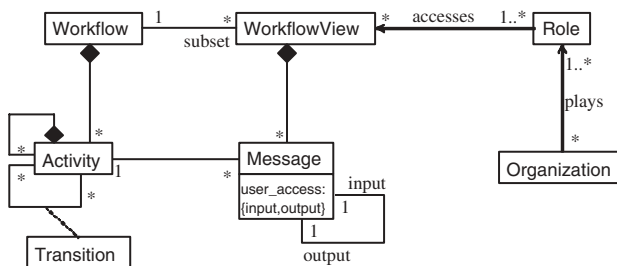 Workflow
1
*
subset
WorkflowView
*
accesses
1..*
Role
1..*
plays
*
Organization
*
*
*
Activity
1
*
*
*
Message
user_access:
{input,output}
input
1
1
output
Transition